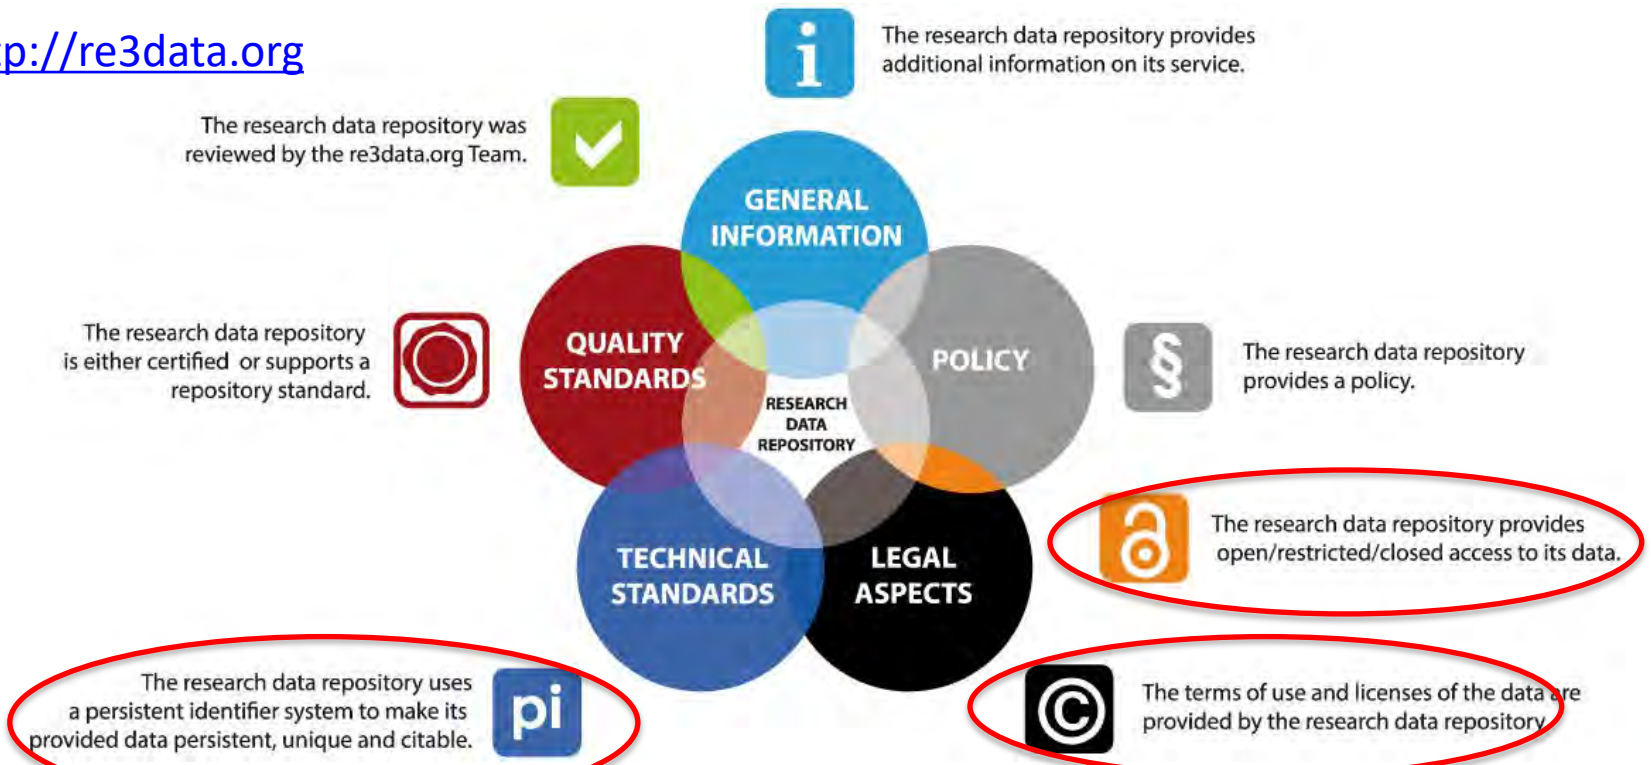 tp://re3data.org
i
The research data repository provides
additional information on its service.
The research data repository was
reviewed by the re3data.org Team.
GENERAL
INFORMATION
The research data repository
is either certified or supports a
repository standard.
QUALITY
STANDARDS
POLICY
§
The research data repository
provides a policy.
RESEARCH
DATA
REPOSITORY
The research data repository provides
open/restricted/closed access to its data.
TECHNICAL
STANDARDS
LEGAL
ASPECTS
The research data repository uses
a persistent identifier system to make its
provided data persistent, unique and citable.
pi
©
The terms of use and licenses of the data are
provided by the research data repository.